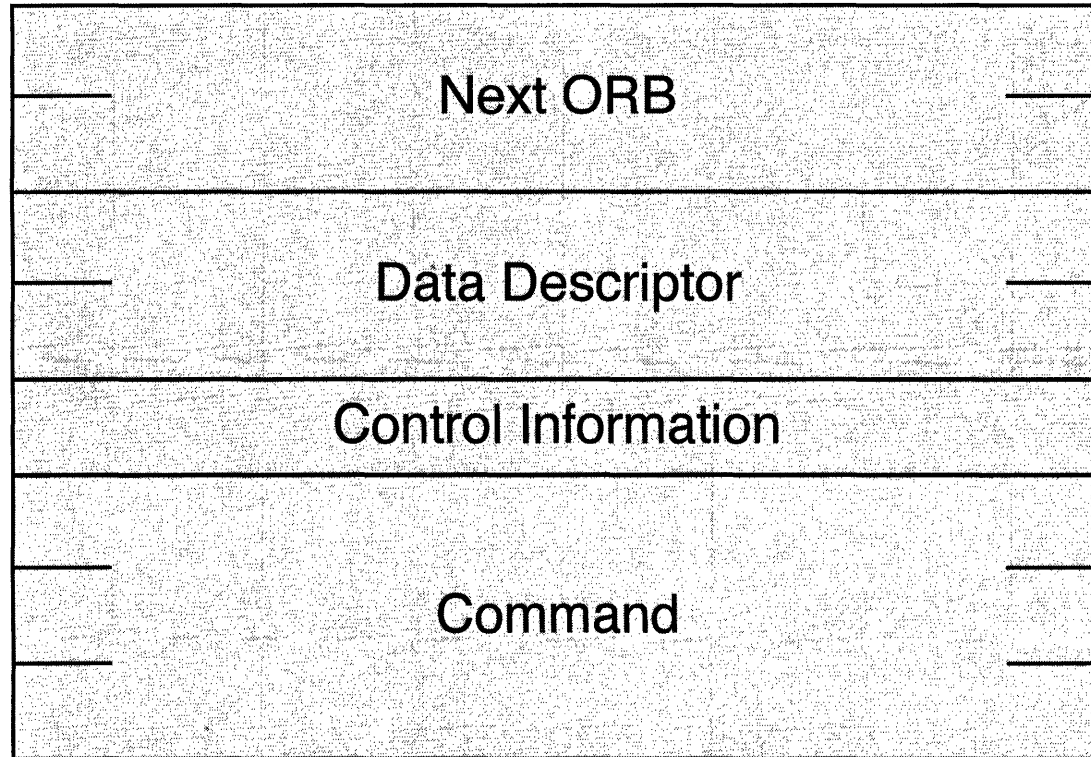 Next ORB
Data Descriptor
Control Information
Command